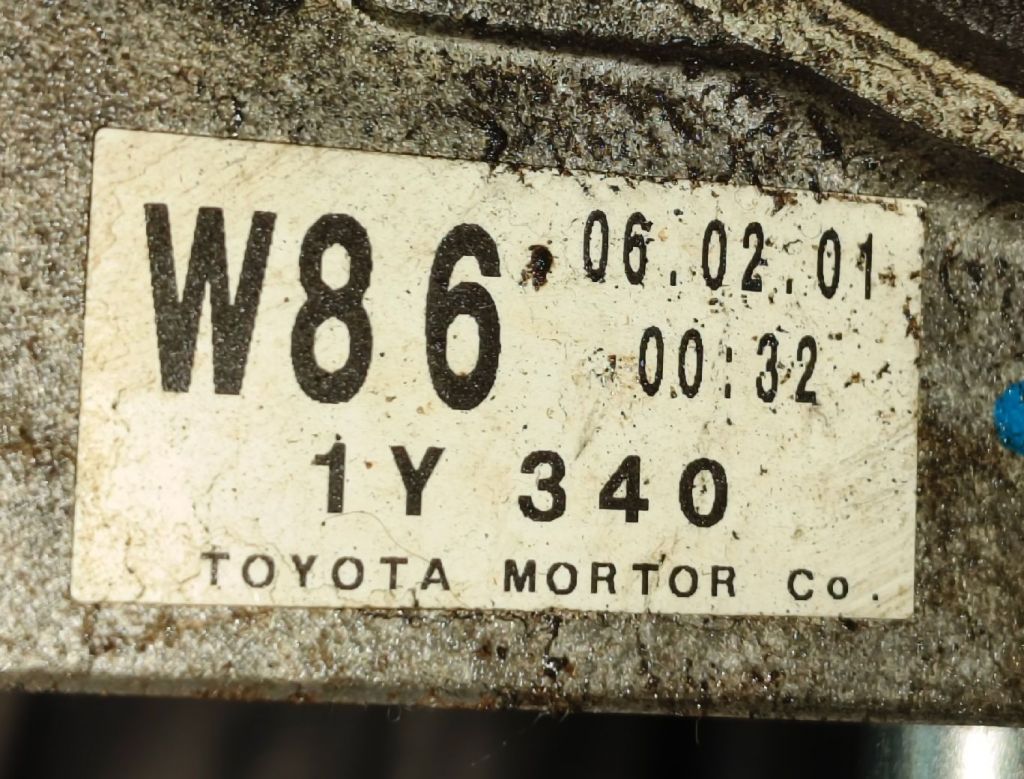 W86 06.02.01
00:32
1Y 340
TOYOTA MORTOR Co.